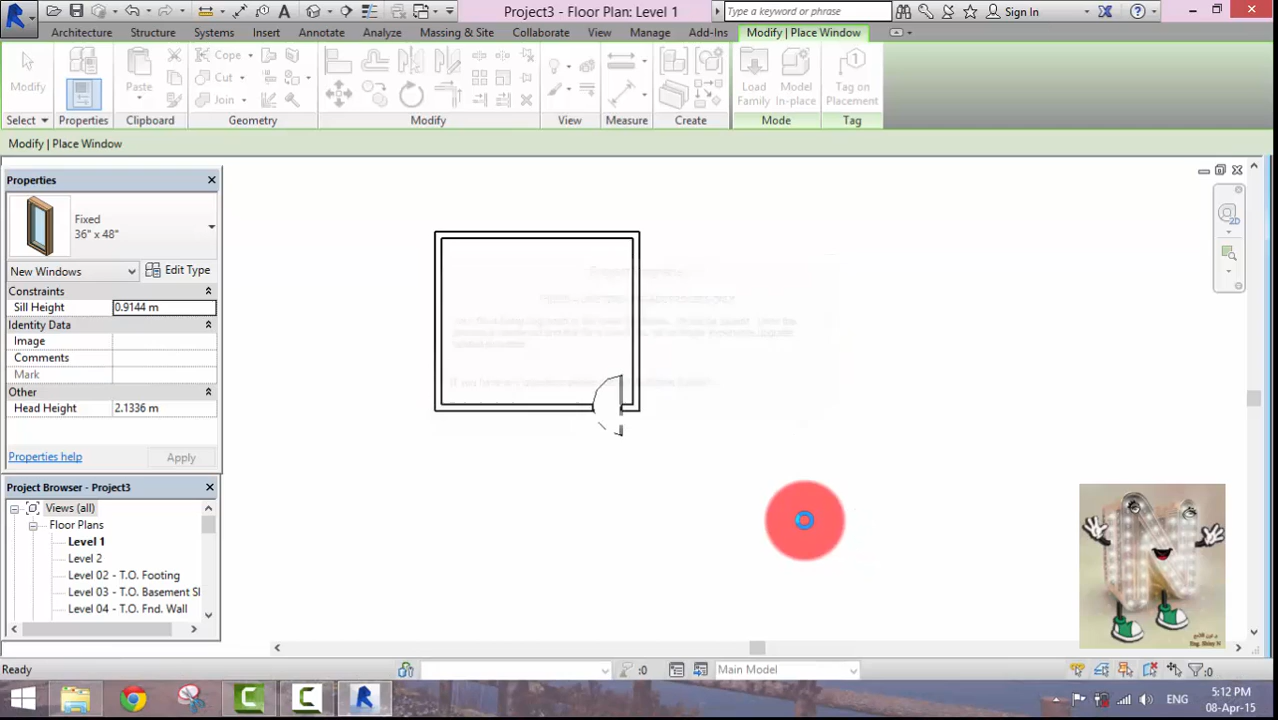 Project3 - Floor Plan: Level 1
Type a keyword or phrase
Sign In
Architecture Structure Systems Insert Annotate Analyze Massing & Site Collaborate View Manage Add-Ins Modify | Place Window
Modify
Paste
Cope
Cut
Join
Load Family
Model In-place
Tag on Placement
Select Properties Clipboard Geometry Modify View Measure Create Mode Tag
Modify | Place Window
Properties
2D
Fixed
36" x 48"
New Windows Edit Type
Constraints
Sill Height 0.9144 m
Identity Data
Image
Comments
Mark
Other
Head Height 2.1336 m
Properties help Apply
Project Browser - Project3
Views (all)
Floor Plans
Level 1
Level 2
Level 02 - T.O. Footing
Level 03 - T.O. Basement Sl
Level 04 - T.O. Fnd. Wall
Ready
:0
Main Model
:0
ENG
5:12 PM
08-Apr-15